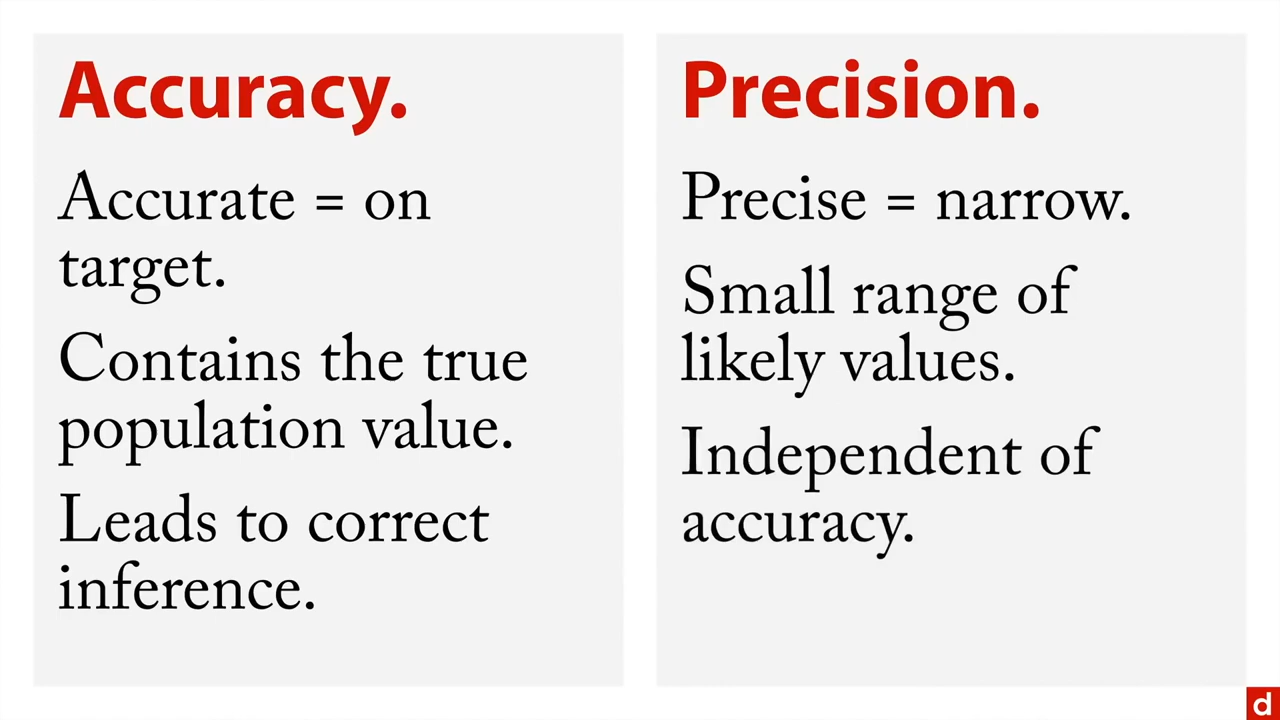 Accuracy.
Accurate = on
target.
Contains the true
population value.
Leads to correct
inference.
Precision.
Precise = narrow.
Small range of
likely values.
Independent of
accuracy.
d